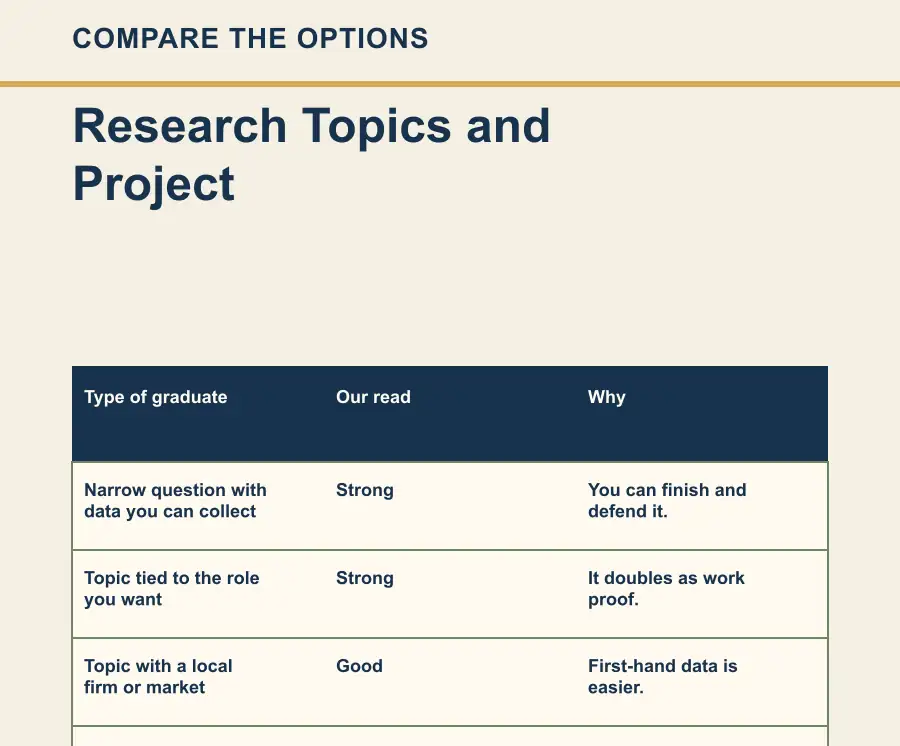 COMPARE THE OPTIONS
Research Topics and
Project
Type of graduate
Our read
Why
Narrow question with
data you can collect
Strong
You can finish and
defend it.
Topic tied to the role
you want
Strong
It doubles as work
proof.
Topic with a local
firm or market
Good
First-hand data is
easier.